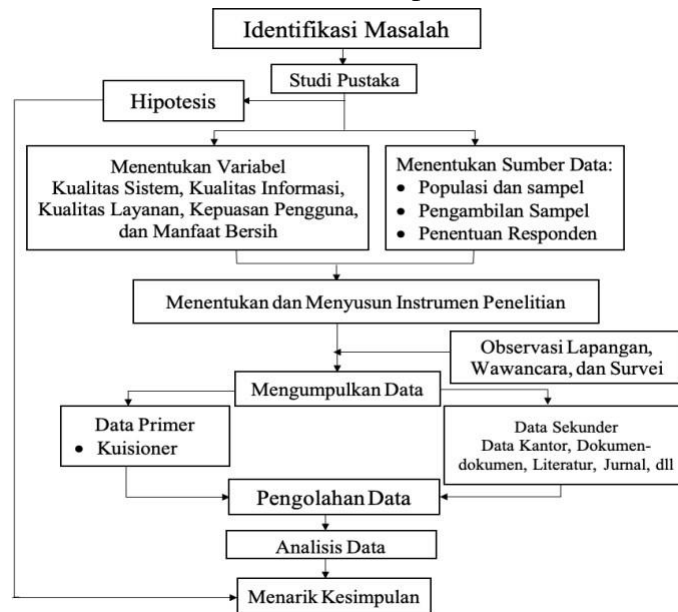 Identifikasi Masalah
Studi Pustaka
Hipotesis
Menentukan Variabel
Kualitas Sistem, Kualitas Informasi,
Kualitas Layanan, Kepuasan Pengguna,
dan Manfaat Bersih
Menentukan Sumber Data:
• Populasi dan sampel
• Pengambilan Sampel
• Penentuan Responden
Menentukan dan Menyusun Instrumen Penelitian
Observasi Lapangan,
Wawancara, dan Survei
Mengumpulkan Data
Data Primer
• Kuisioner
Data Sekunder
Data Kantor, Dokumen-
dokumen, Literatur, Jurnal, dll
Pengolahan Data
Analisis Data
Menarik Kesimpulan